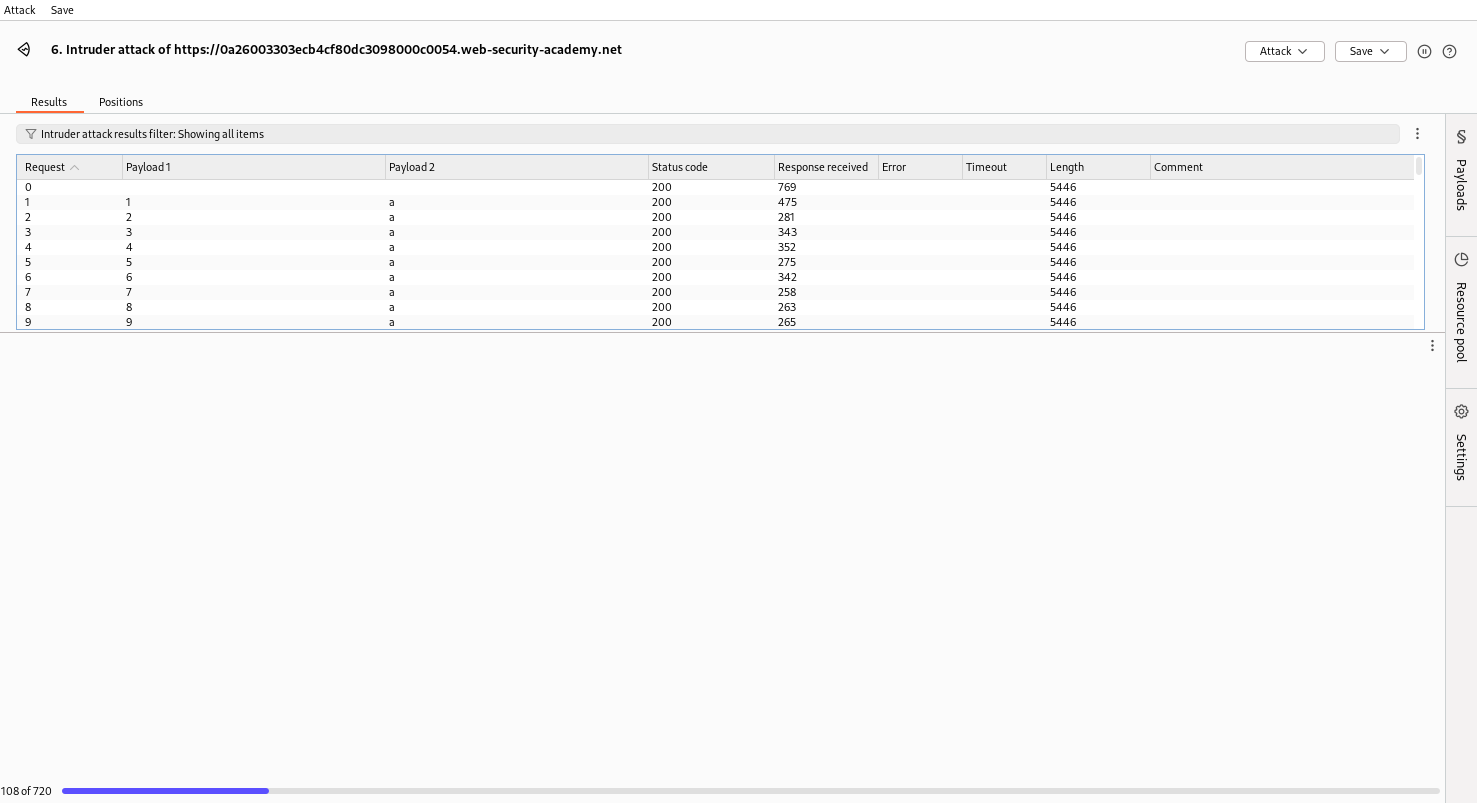 Attack Save
6. Intruder attack of https://0a26003303ecb4cf80dc3098000c0054.web-security-academy.net
Attack Save
Results Positions
Intruder attack results filter: Showing all items
Request Payload 1 Payload 2 Status code Response received Error Timeout Length Comment
0 200 769 5446
1 1 a 200 475 5446
2 2 a 200 281 5446
3 3 a 200 343 5446
4 4 a 200 352 5446
5 5 a 200 275 5446
6 6 a 200 342 5446
7 7 a 200 258 5446
8 8 a 200 263 5446
9 9 a 200 265 5446
Payloads
Resource pool
Settings
108 of 720